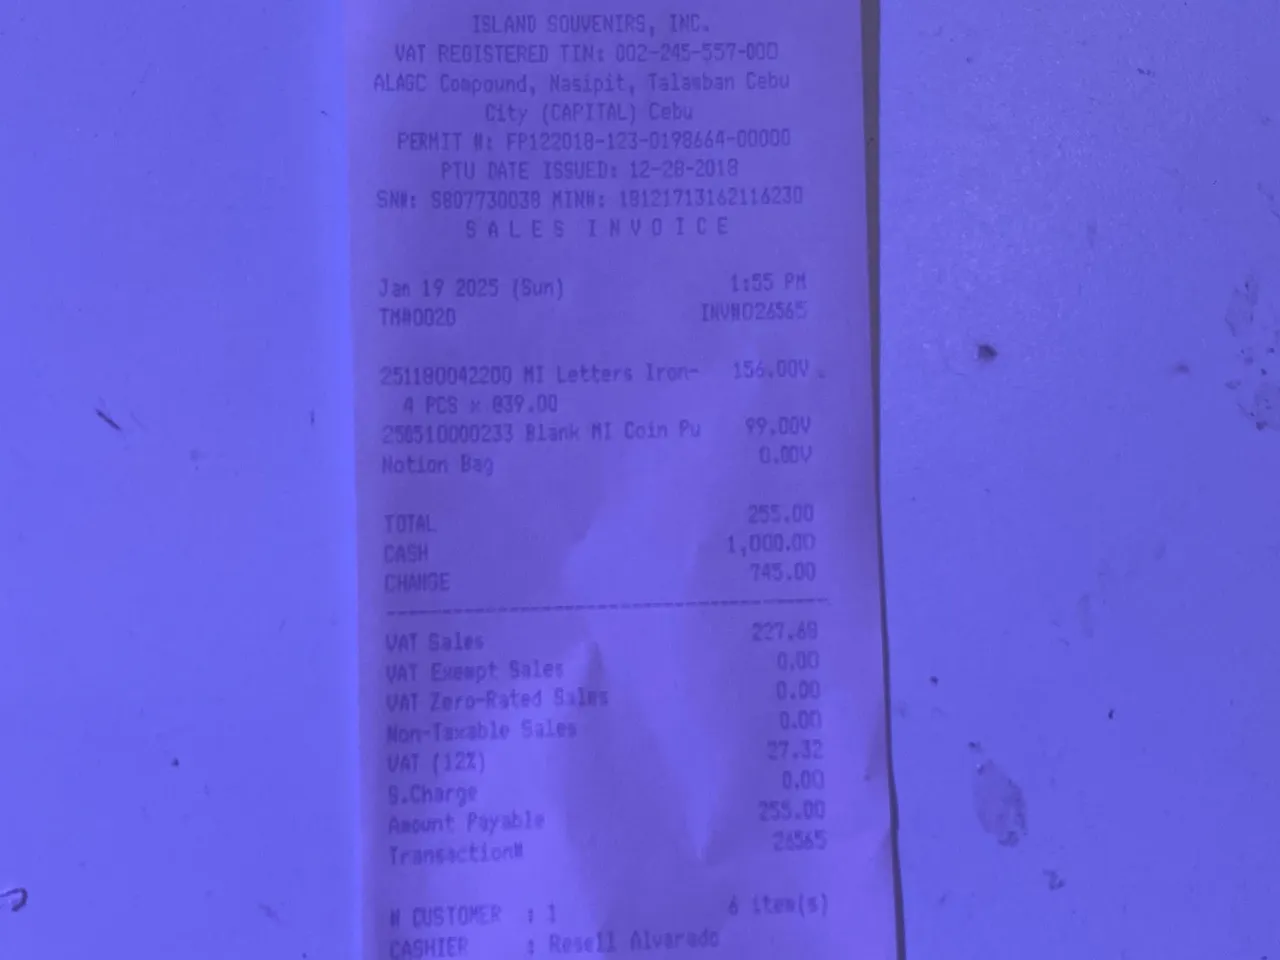 ISLAND SOUVENIRS, INC.
VAT REGISTERED TIN: 002-245-557-000
ALAGC Compound, Nasipit, Talamban Cebu
City (CAPITAL) Cebu
PERMIT #: FP122018-123-0198664-00000
PTU DATE ISSUED: 12-28-2018
SN#: S807730038 MIN#: 18121713162116230
SALES INVOICE
Jan 19 2025 (Sun) 1:55 PM
TM#0020 INV#026565
251180042200 MI Letters Iron- 156.00V
4 PCS x @39.00
258510000233 Blank MI Coin Pu 99.00V
Notion Bag 0.00V
TOTAL 255.00
CASH 1,000.00
CHANGE 745.00
VAT Sales 227.68
VAT Exempt Sales 0.00
VAT Zero-Rated Sales 0.00
Non-Taxable Sales 0.00
VAT (12%) 27.32
S.Charge 0.00
Amount Payable 255.00
Transaction# 26565
# CUSTOMER : 1 6 item(s)
CASHIER : Resell Alvarado